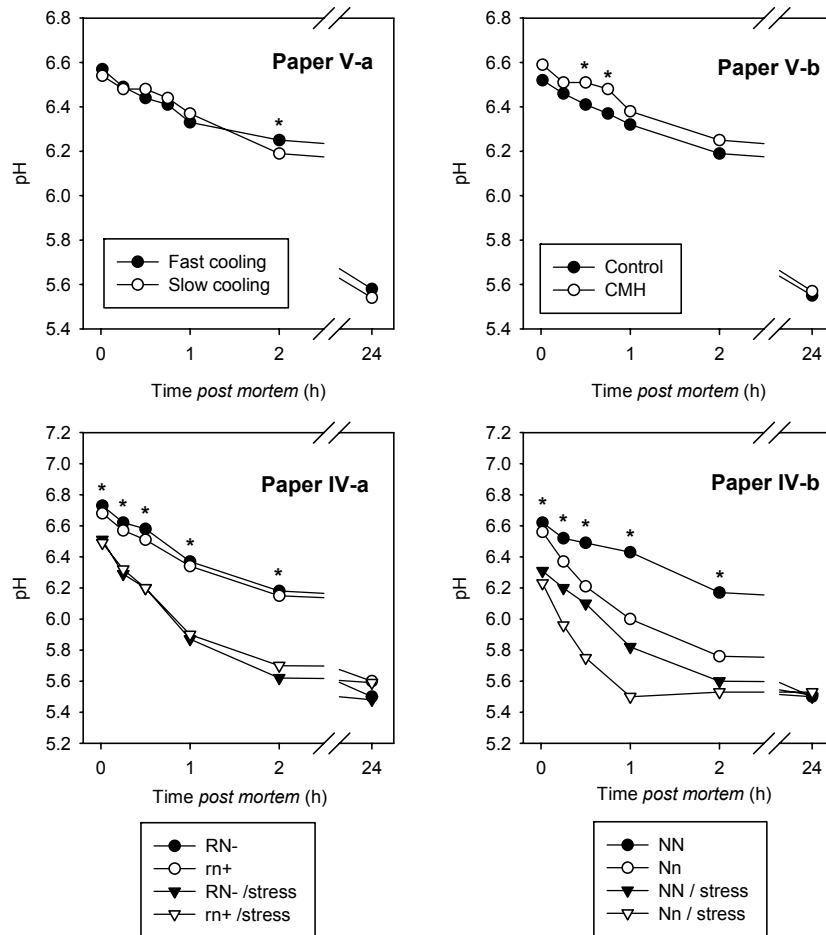 Paper V-a
pH
6.8
6.6
6.4
6.2
6.0
5.8
5.6
5.4
*
Fast cooling
Slow cooling
0 1 2 24
Time post mortem (h)
Paper V-b
pH
6.8
6.6
6.4
6.2
6.0
5.8
5.6
5.4
* *
Control
CMH
0 1 2 24
Time post mortem (h)
Paper IV-a
pH
7.2
7.0
6.8
6.6
6.4
6.2
6.0
5.8
5.6
5.4
5.2
* * * * *
0 1 2 24
Time post mortem (h)
RN-
rn+
RN- /stress
rn+ /stress
Paper IV-b
pH
7.2
7.0
6.8
6.6
6.4
6.2
6.0
5.8
5.6
5.4
5.2
* * * * *
0 1 2 24
Time post mortem (h)
NN
Nn
NN / stress
Nn / stress